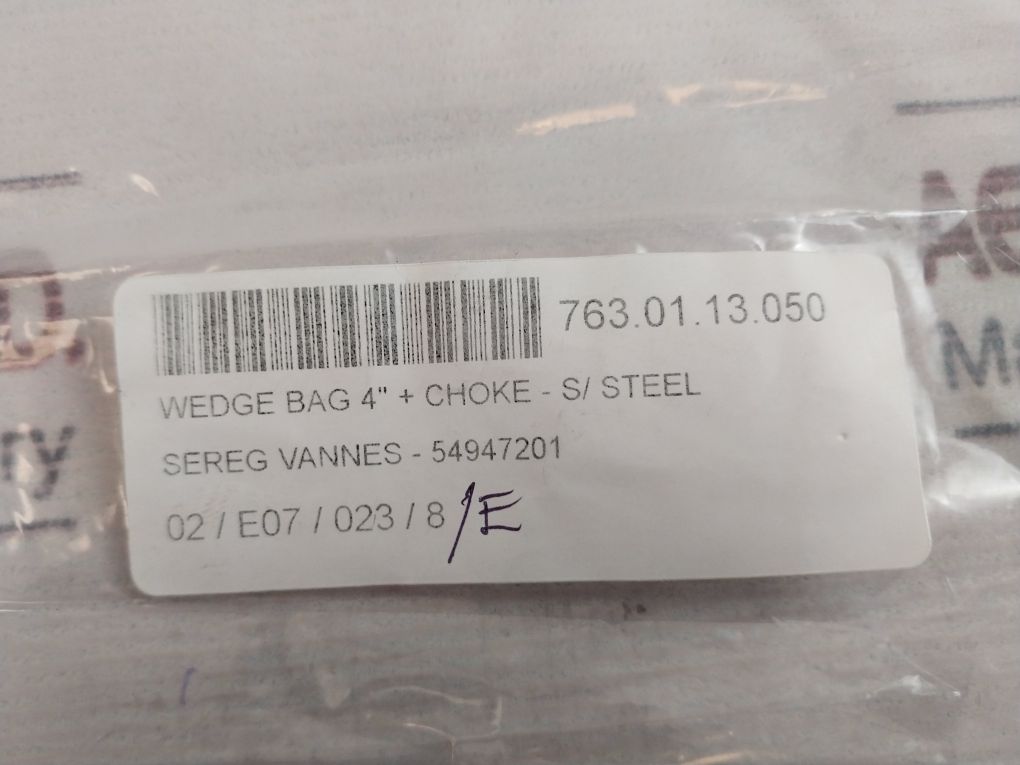 763.01.13.050
WEDGE BAG 4" + CHOKE - S/ STEEL
SEREG VANNES - 54947201
02 / E07 / 023 / 8 /E